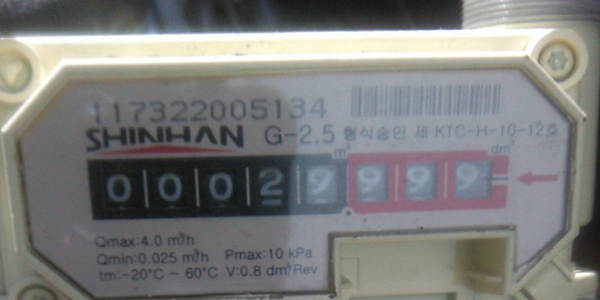 117322005134
SHINHAN G-2.5 형식승인 제 KTC-H-10-12호
m³ dm³
0 0 0 2 9 9 9 9
Qmax:4.0 m³/h
Qmin:0.025 m³/h Pmax:10 kPa
tm:-20°C ~ 60°C V:0.8 dm³/Rev